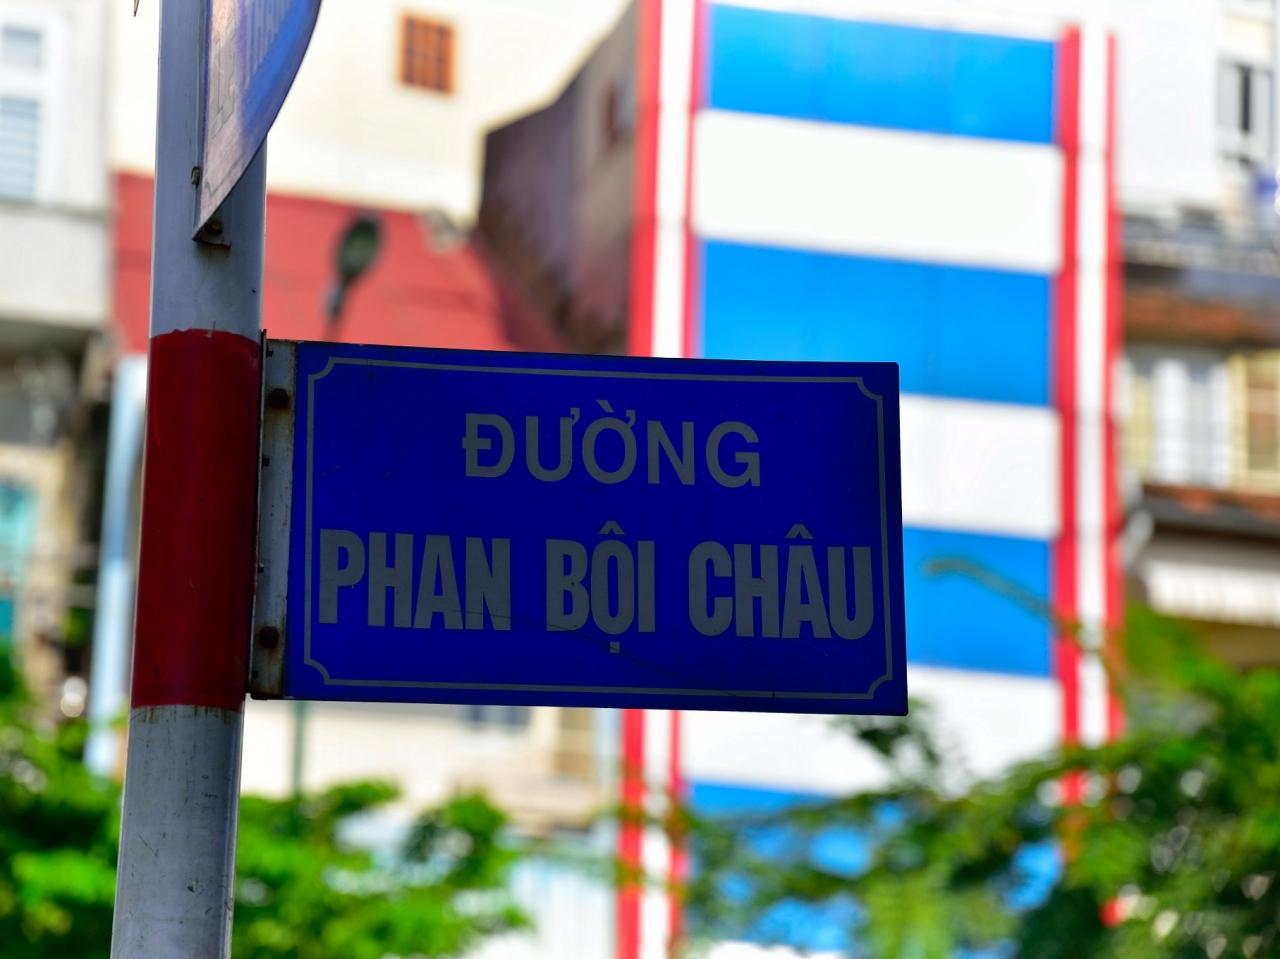 ĐƯỜNG
PHAN BỘI CHÂU